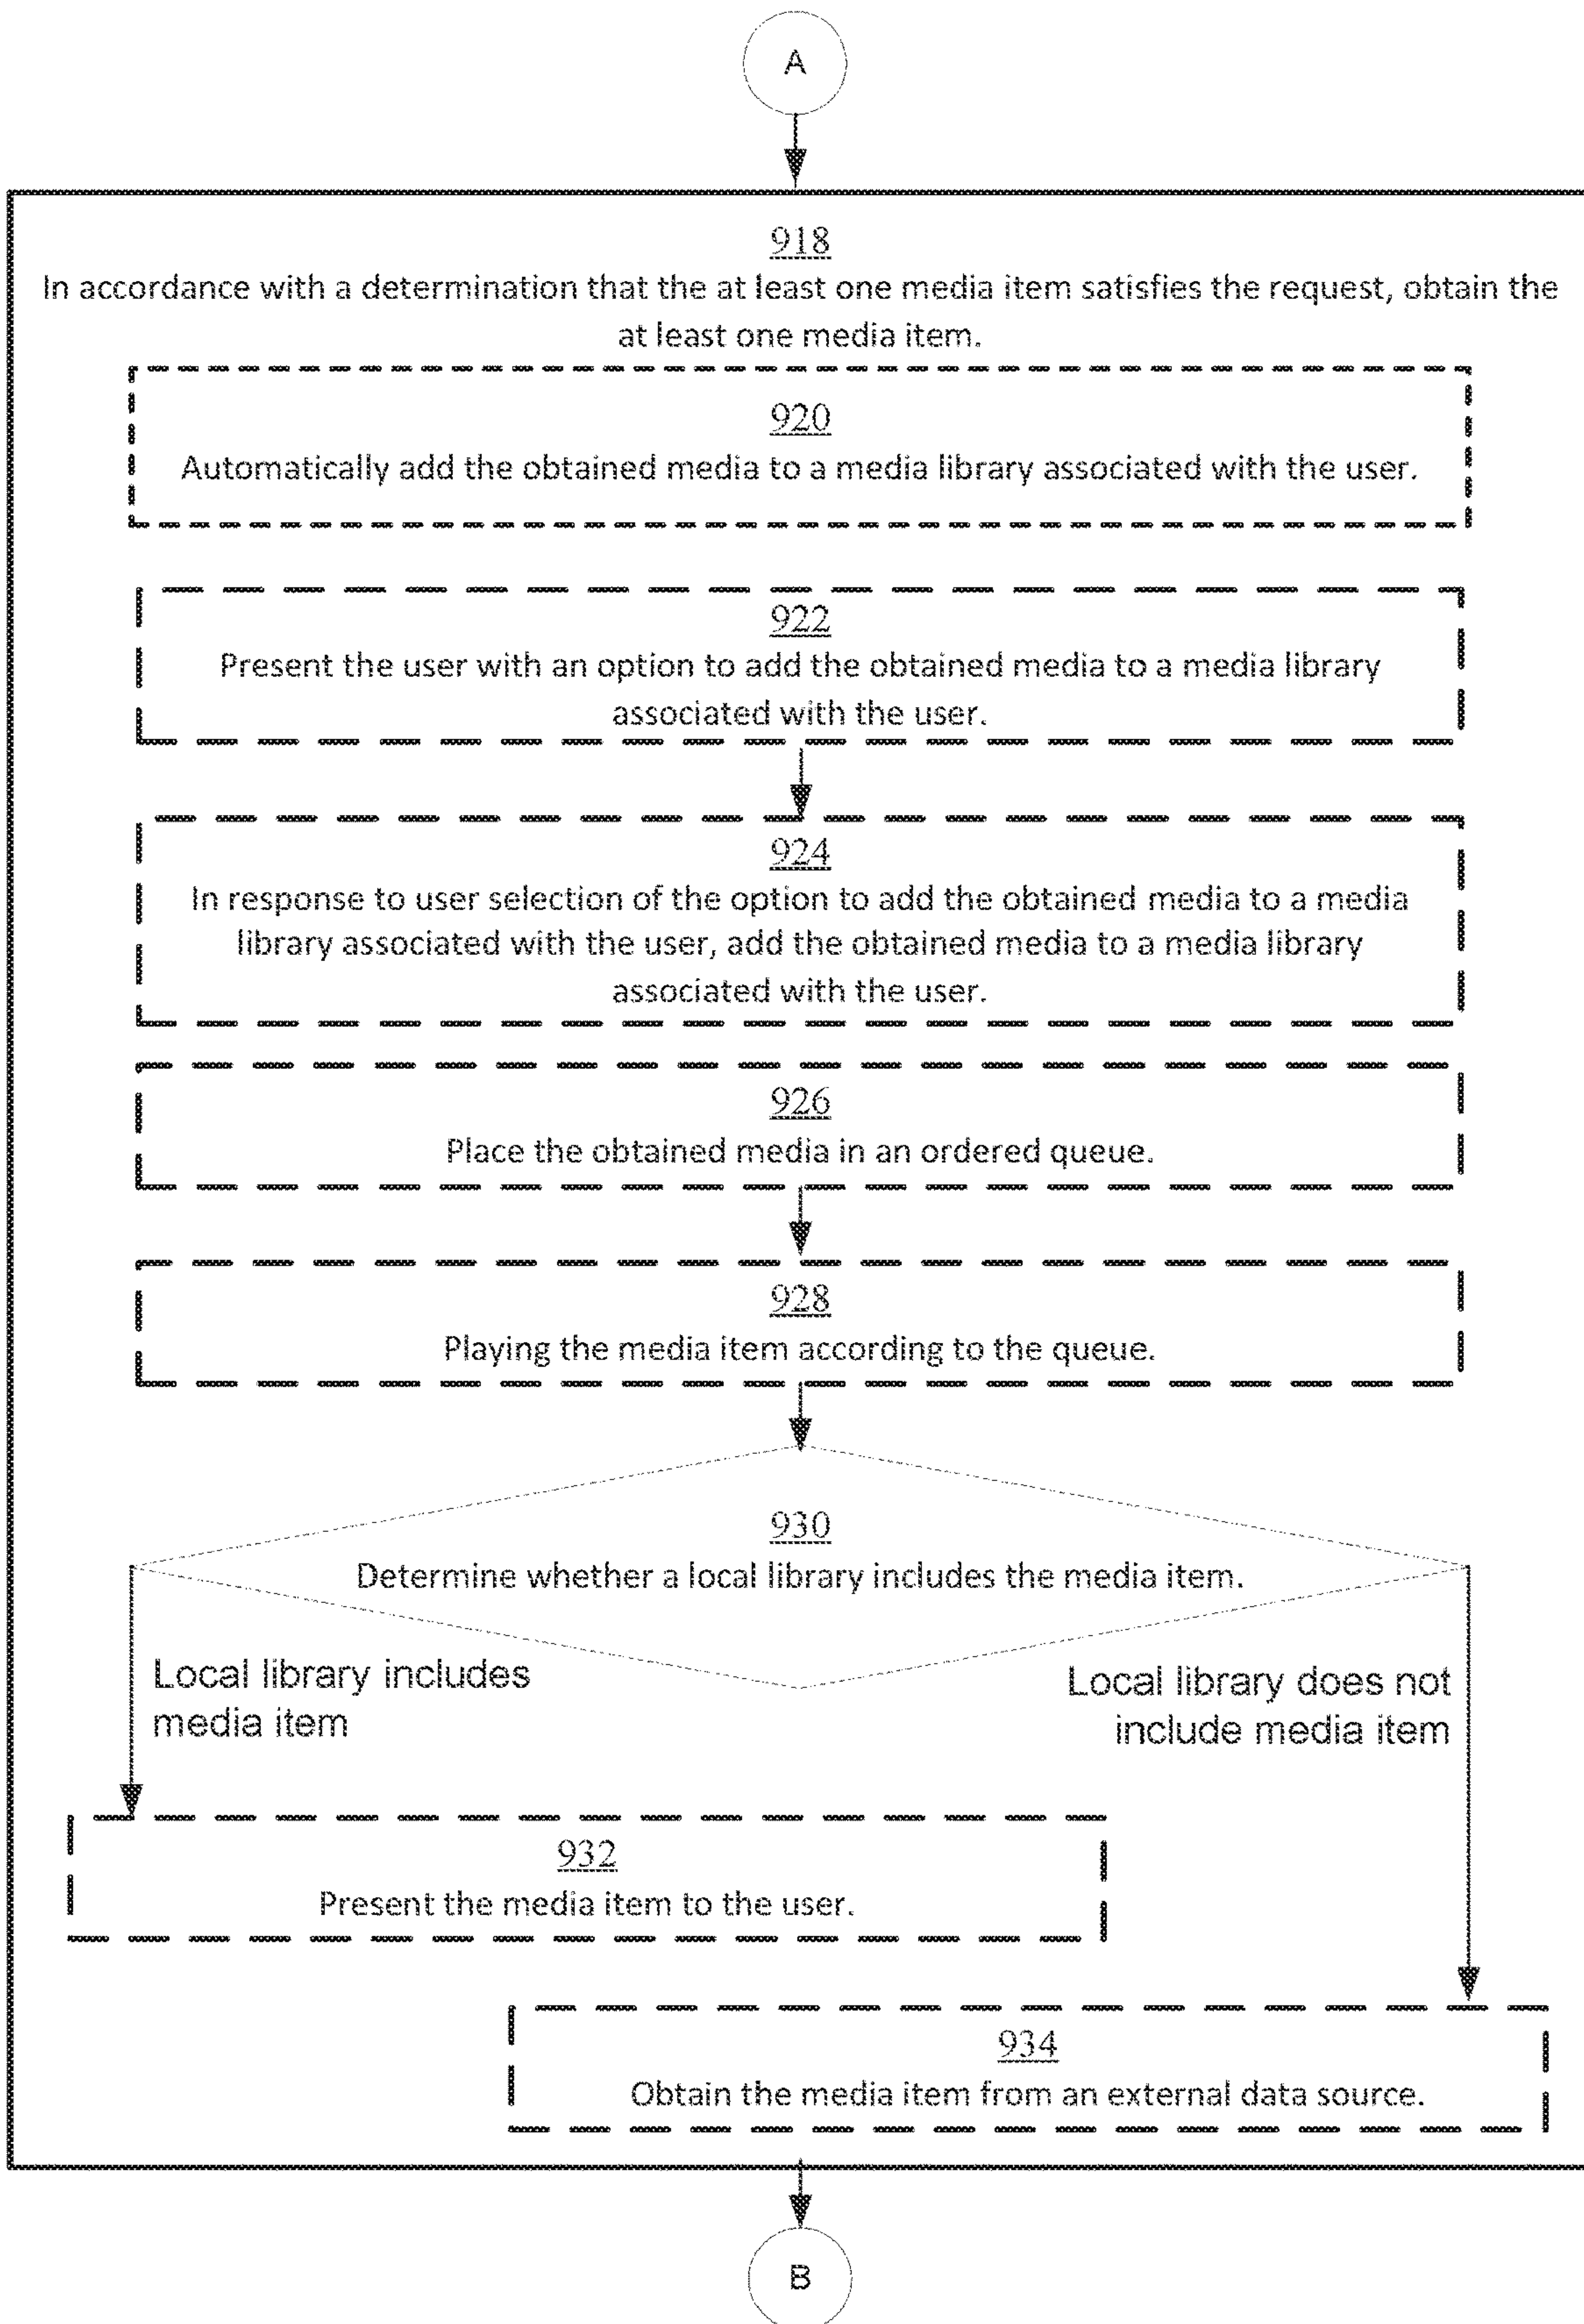 A
918
In accordance with a determination that the at least one media item satisfies the request, obtain the
at least one media item.
920
Automatically add the obtained media to a media library associated with the user.
922
Present the user with an option to add the obtained media to a media library
associated with the user.
924
In response to user selection of the option to add the obtained media to a media
library associated with the user, add the obtained media to a media library
associated with the user.
926
Place the obtained media in an ordered queue.
928
Playing the media item according to the queue.
930
Determine whether a local library includes the media item.
Local library includes
media item
Local library does not
include media item
932
Present the media item to the user.
934
Obtain the media item from an external data source.
B